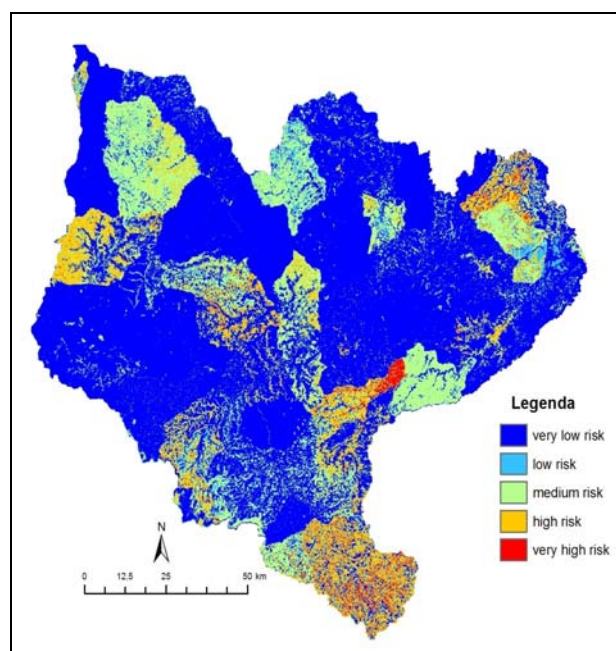 Legenda
very low risk
low risk
medium risk
high risk
very high risk
N
0 12,5 25 50 km